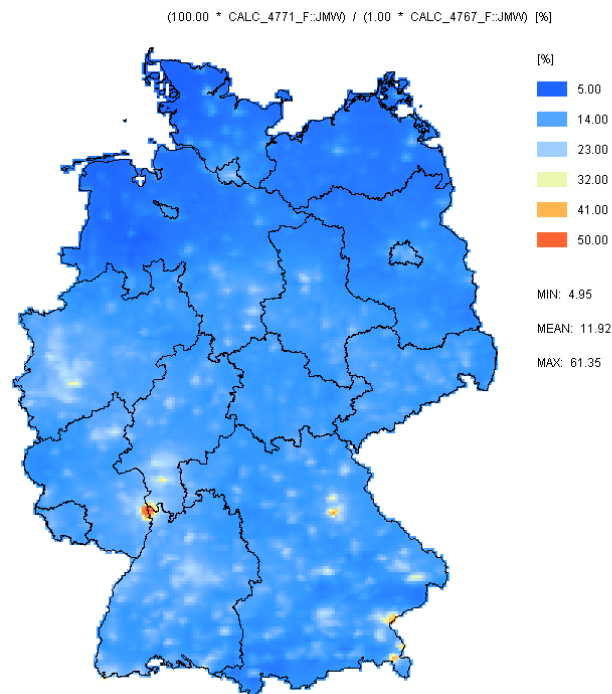 (100.00 * CALC_4771_F::JMW) / (1.00 * CALC_4767_F::JMW) [%]
[%]
5.00
14.00
23.00
32.00
41.00
50.00
MIN: 4.95
MEAN: 11.92
MAX: 61.35